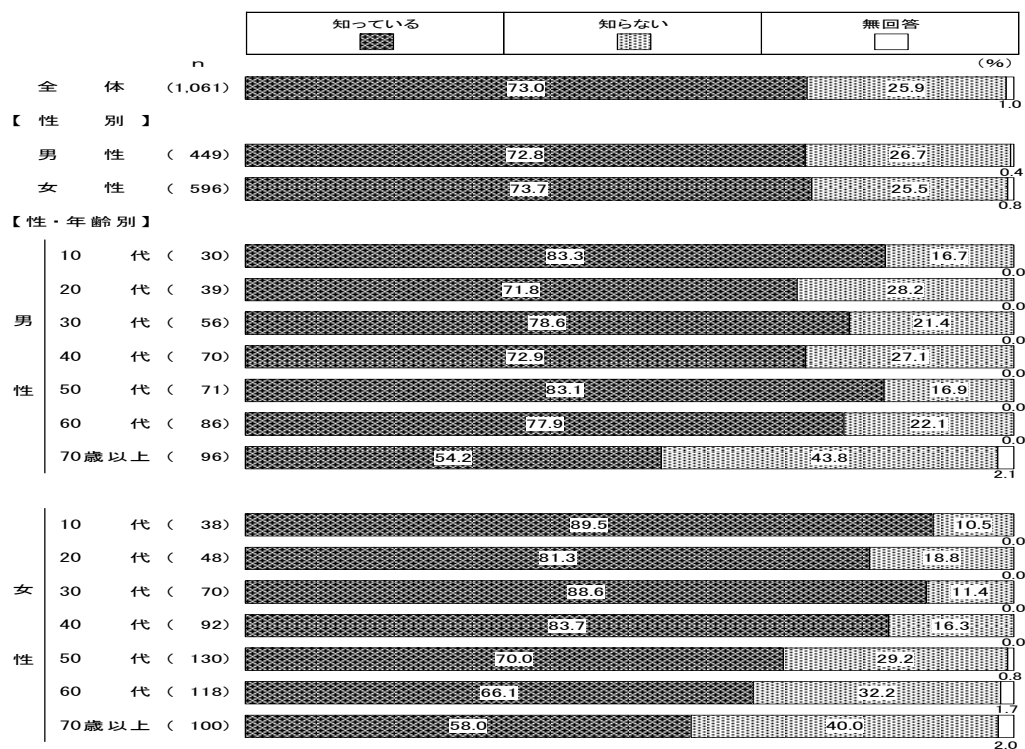 知っている 知らない 無回答
n (%)
全 体 (1,061) 73.0 25.9 1.0
【 性 別 】
男 性 ( 449) 72.8 26.7 0.4
女 性 ( 596) 73.7 25.5 0.8
【 性 ・ 年 齢 別 】
男性
10 代 ( 30) 83.3 16.7 0.0
20 代 ( 39) 71.8 28.2 0.0
30 代 ( 56) 78.6 21.4 0.0
40 代 ( 70) 72.9 27.1 0.0
50 代 ( 71) 83.1 16.9 0.0
60 代 ( 86) 77.9 22.1 0.0
70歳以上 ( 96) 54.2 43.8 2.1
女性
10 代 ( 38) 89.5 10.5 0.0
20 代 ( 48) 81.3 18.8 0.0
30 代 ( 70) 88.6 11.4 0.0
40 代 ( 92) 83.7 16.3 0.0
50 代 ( 130) 70.0 29.2 0.8
60 代 ( 118) 66.1 32.2 1.7
70歳以上 ( 100) 58.0 40.0 2.0